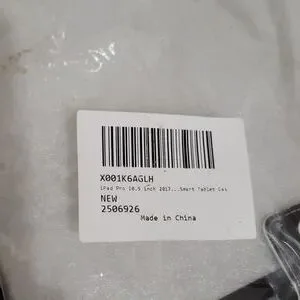 X001K6AGLH
iPad Pro 10.5 inch 2017...Smart Tablet Cas
NEW
2506926
Made in China